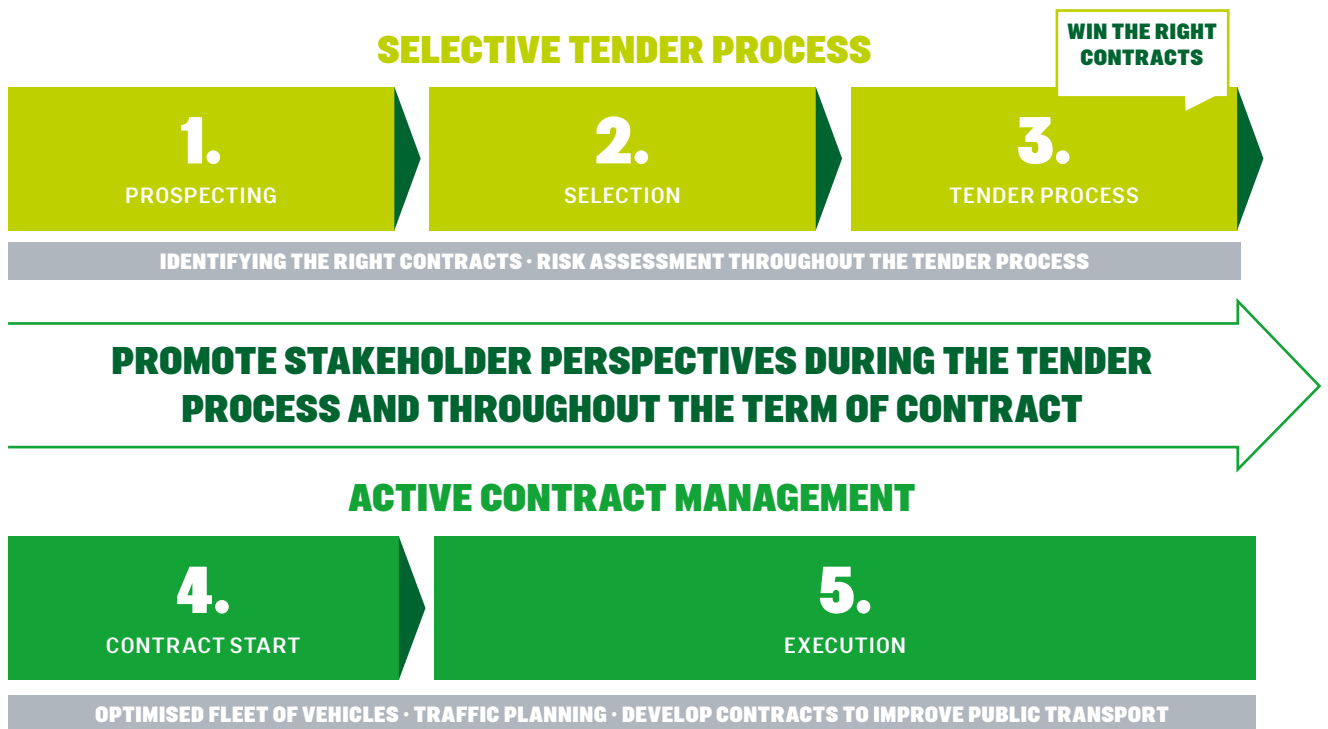 SELECTIVE TENDER PROCESS
WIN THE RIGHT
CONTRACTS
1.
PROSPECTING
2.
SELECTION
3.
TENDER PROCESS
IDENTIFYING THE RIGHT CONTRACTS · RISK ASSESSMENT THROUGHOUT THE TENDER PROCESS
PROMOTE STAKEHOLDER PERSPECTIVES DURING THE TENDER
PROCESS AND THROUGHOUT THE TERM OF CONTRACT
ACTIVE CONTRACT MANAGEMENT
4.
CONTRACT START
5.
EXECUTION
OPTIMISED FLEET OF VEHICLES · TRAFFIC PLANNING · DEVELOP CONTRACTS TO IMPROVE PUBLIC TRANSPORT